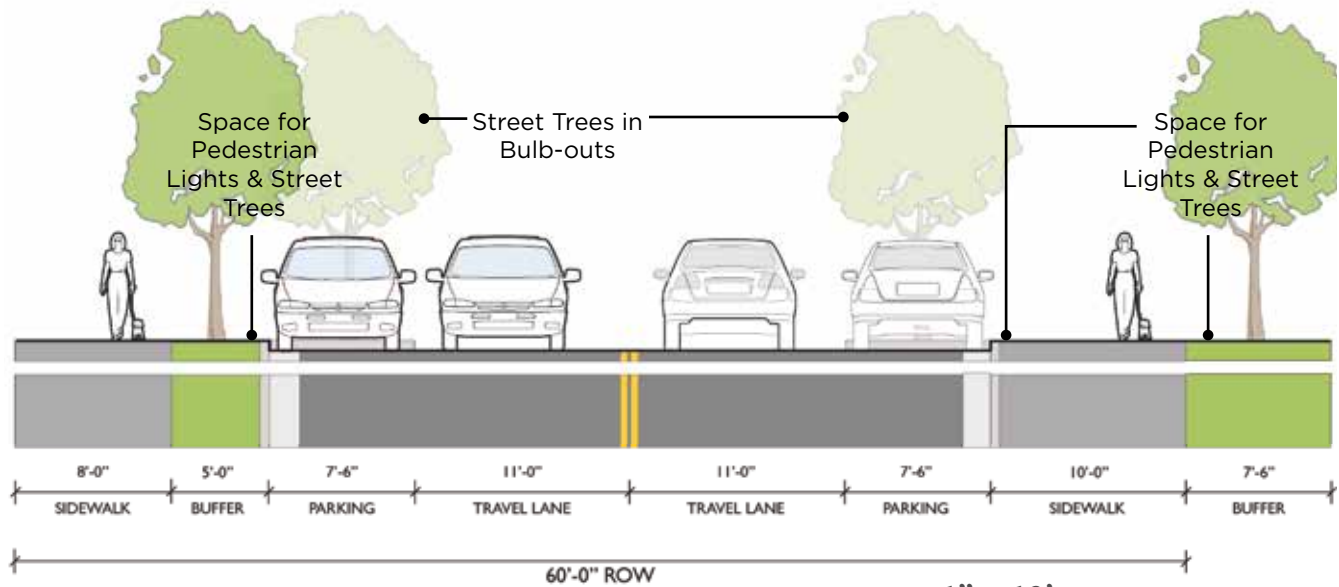 Space for
Pedestrian
Lights & Street
Trees
Street Trees in
Bulb-outs
Space for
Pedestrian
Lights & Street
Trees
8'-0" 5'-0" 7'-6" 11'-0" 11'-0" 7'-6" 10'-0" 7'-6"
SIDEWALK BUFFER PARKING TRAVEL LANE TRAVEL LANE PARKING SIDEWALK BUFFER
60'-0" ROW